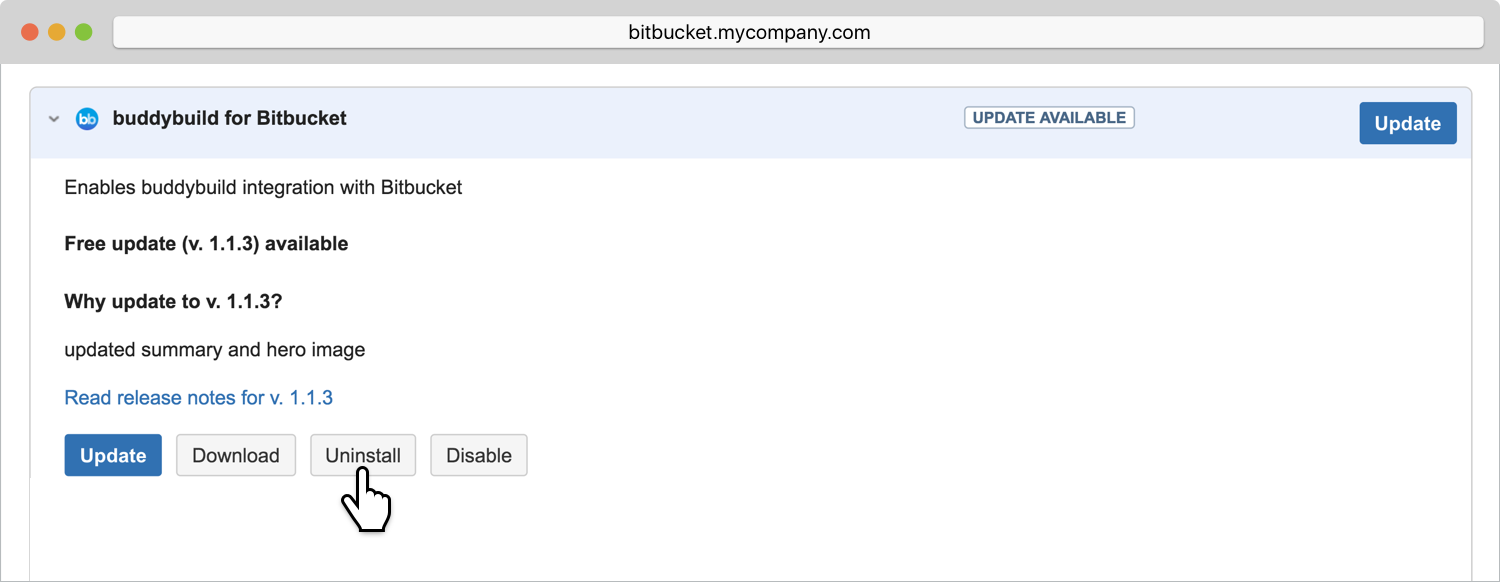 bitbucket.mycompany.com
bb buddybuild for Bitbucket UPDATE AVAILABLE Update
Enables buddybuild integration with Bitbucket
Free update (v. 1.1.3) available
Why update to v. 1.1.3?
updated summary and hero image
Read release notes for v. 1.1.3
Update Download Uninstall Disable